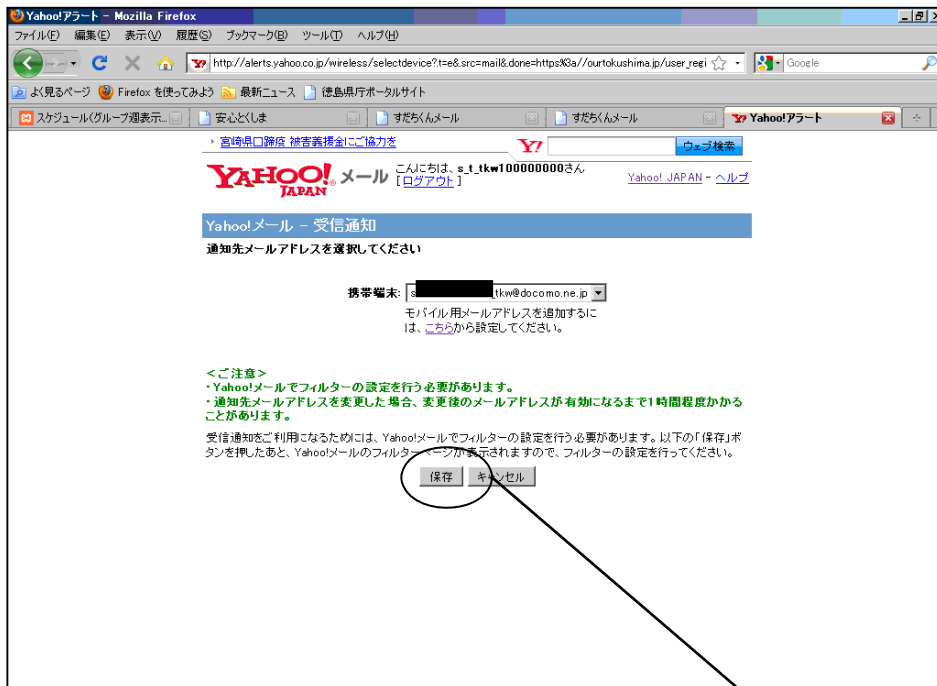 Yahoo!アラート - Mozilla Firefox
ファイル(F) 編集(E) 表示(V) 履歴(S) ブックマーク(B) ツール(T) ヘルプ(H)
http://alerts.yahoo.co.jp/wireless/selectdevice?.t=e&.src=mail&.done=https%3a//ourtokushima.jp/user_regi
Google
よく見るページ Firefox を使ってみよう 最新ニュース 徳島県庁ポータルサイト
スケジュール(グループ週表示... 安心とくしま すだちくんメール すだちくんメール Yahoo!アラート
宮崎県口蹄疫 被害義援金にご協力を
Y! ウェブ検索
YAHOO! JAPAN メール こんにちは、s_t_tkw100000000さん
[ログアウト]
Yahoo! JAPAN - ヘルプ
Yahoo!メール - 受信通知
通知先メールアドレスを選択してください
携帯端末: s _tkw@docomo.ne.jp
モバイル用メールアドレスを追加するに
は、こちらから設定してください。
<ご注意>
・Yahoo!メールでフィルターの設定を行う必要があります。
・通知先メールアドレスを変更した場合、変更後のメールアドレスが有効になるまで1時間程度かかる
ことがあります。
受信通知をご利用になるためには、Yahoo!メールでフィルターの設定を行う必要があります。以下の「保存」ボ
タンを押したあと、Yahoo!メールのフィルターページが表示されますので、フィルターの設定を行ってください。
保存 キャンセル